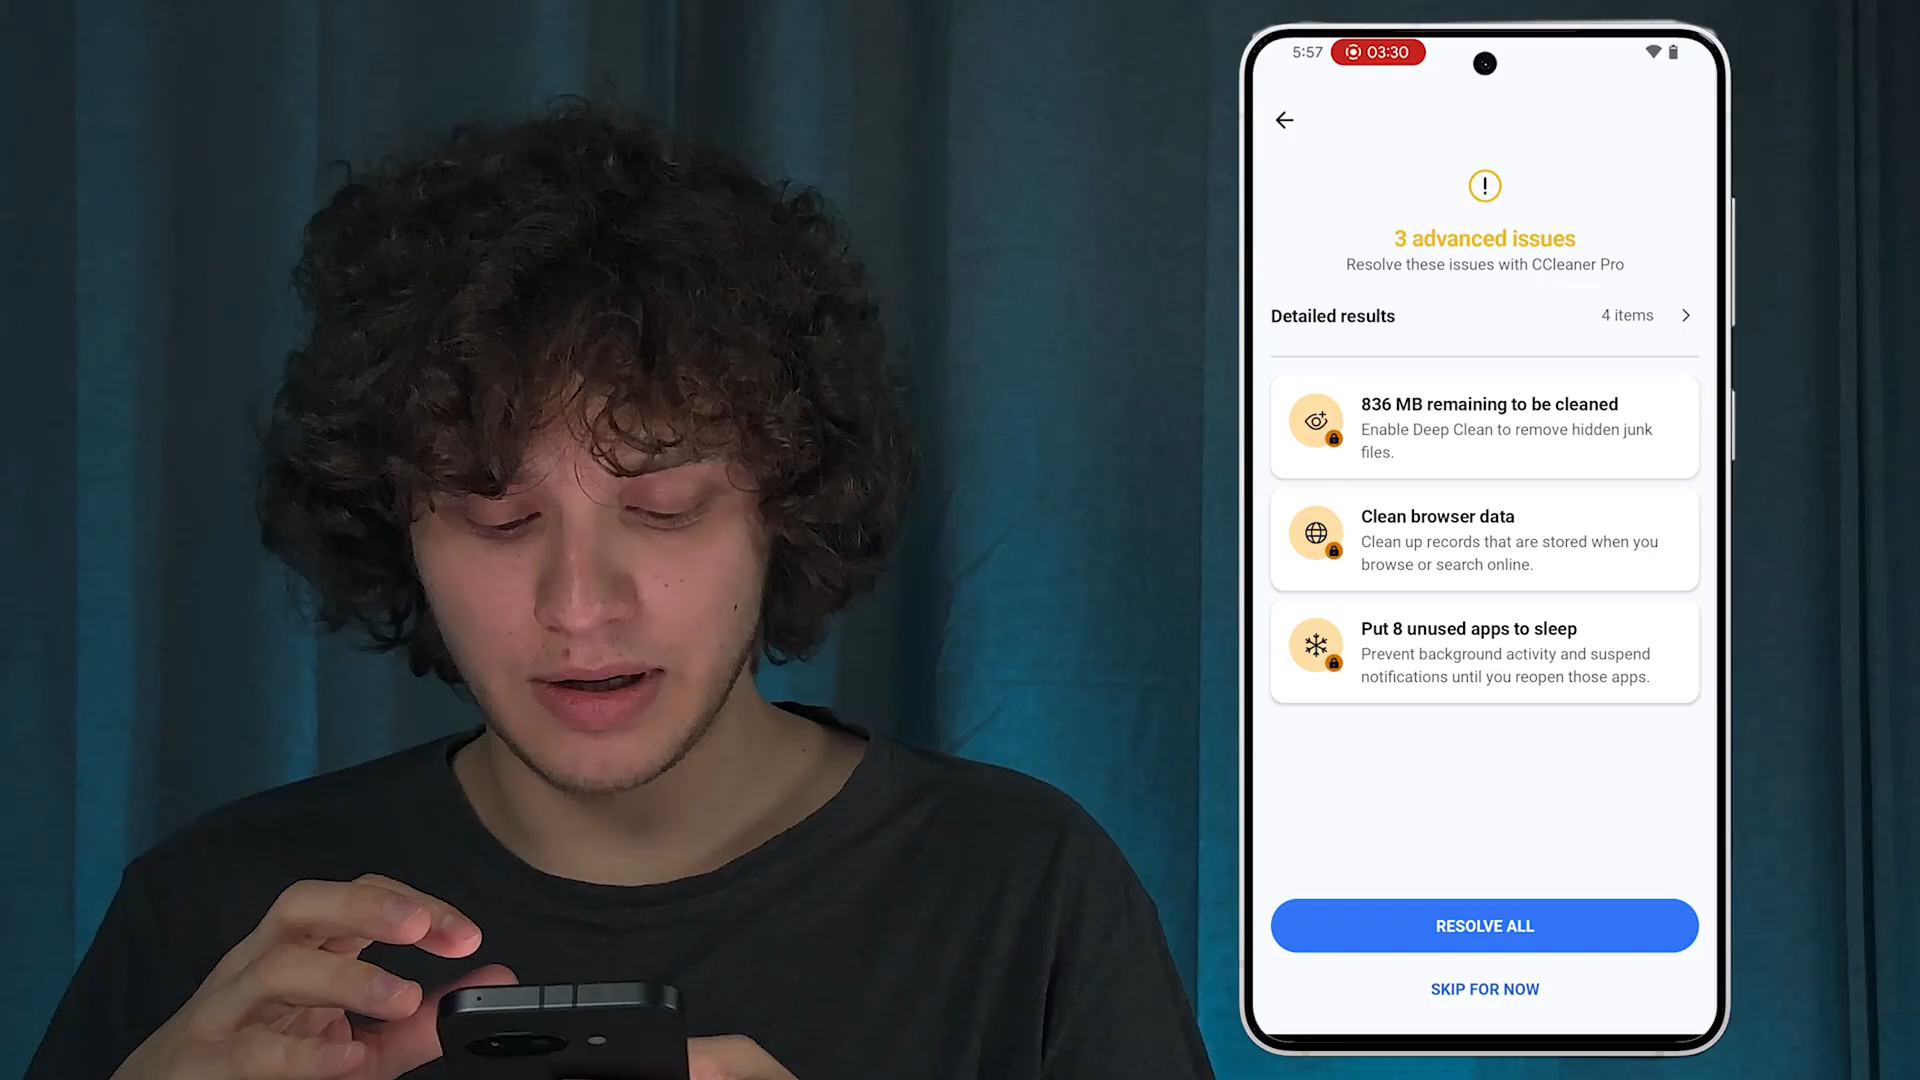 5:57 03:30
3 advanced issues
Resolve these issues with CCleaner Pro
Detailed results 4 items
836 MB remaining to be cleaned
Enable Deep Clean to remove hidden junk
files.
Clean browser data
Clean up records that are stored when you
browse or search online.
Put 8 unused apps to sleep
Prevent background activity and suspend
notifications until you reopen those apps.
RESOLVE ALL
SKIP FOR NOW